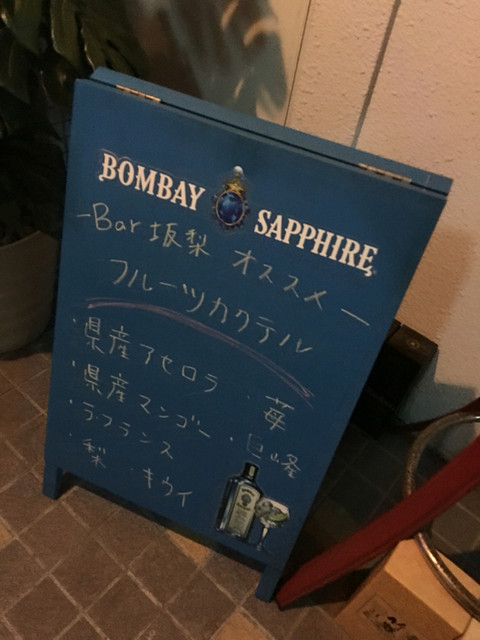 BOMBAY SAPPHIRE
-Bar 坂梨 オススメー
フルーツカクテル
・県産アセロラ ・苺
・県産マンゴー ・巨峰
・ラ・フランス
・梨 ・キウイ